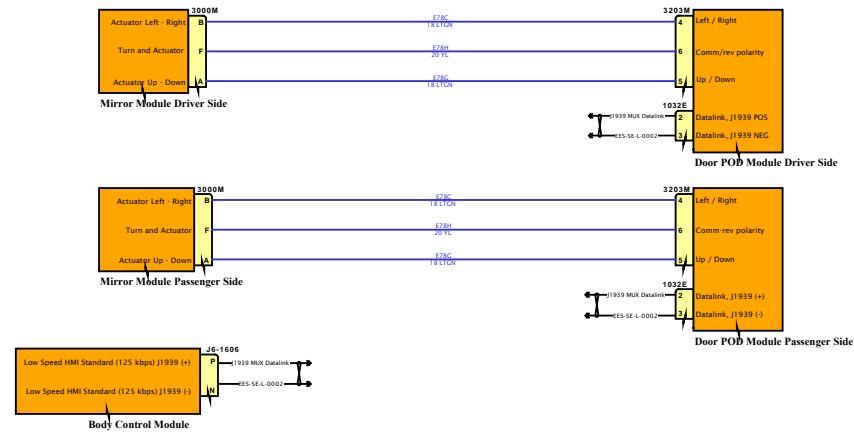 3000M
3203M
Actuator Left - Right
B
E78C
18 LTGN
4
Left / Right
Turn and Actuator
F
E78H
20 YL
6
Comm/rev polarity
Actuator Up - Down
A
E78G
18 LTGN
5
Up / Down
Mirror Module Driver Side
1032E
J1939 MUX Datalink
2
Datalink, J1939 POS
EES-SE-L-0002
3
Datalink, J1939 NEG
Door POD Module Driver Side
3000M
3203M
Actuator Left - Right
B
E78C
18 LTGN
4
Left / Right
Turn and Actuator
F
E78H
20 YL
6
Comm-rev polarity
Actuator Up - Down
A
E78G
18 LTGN
5
Up / Down
Mirror Module Passenger Side
1032E
J1939 MUX Datalink
2
Datalink, J1939 (+)
EES-SE-L-0002
3
Datalink, J1939 (-)
Door POD Module Passenger Side
J6-1606
Low Speed HMI Standard (125 kbps) J1939 (+)
P
J1939 MUX Datalink
Low Speed HMI Standard (125 kbps) J1939 (-)
N
EES-SE-L-0002
Body Control Module